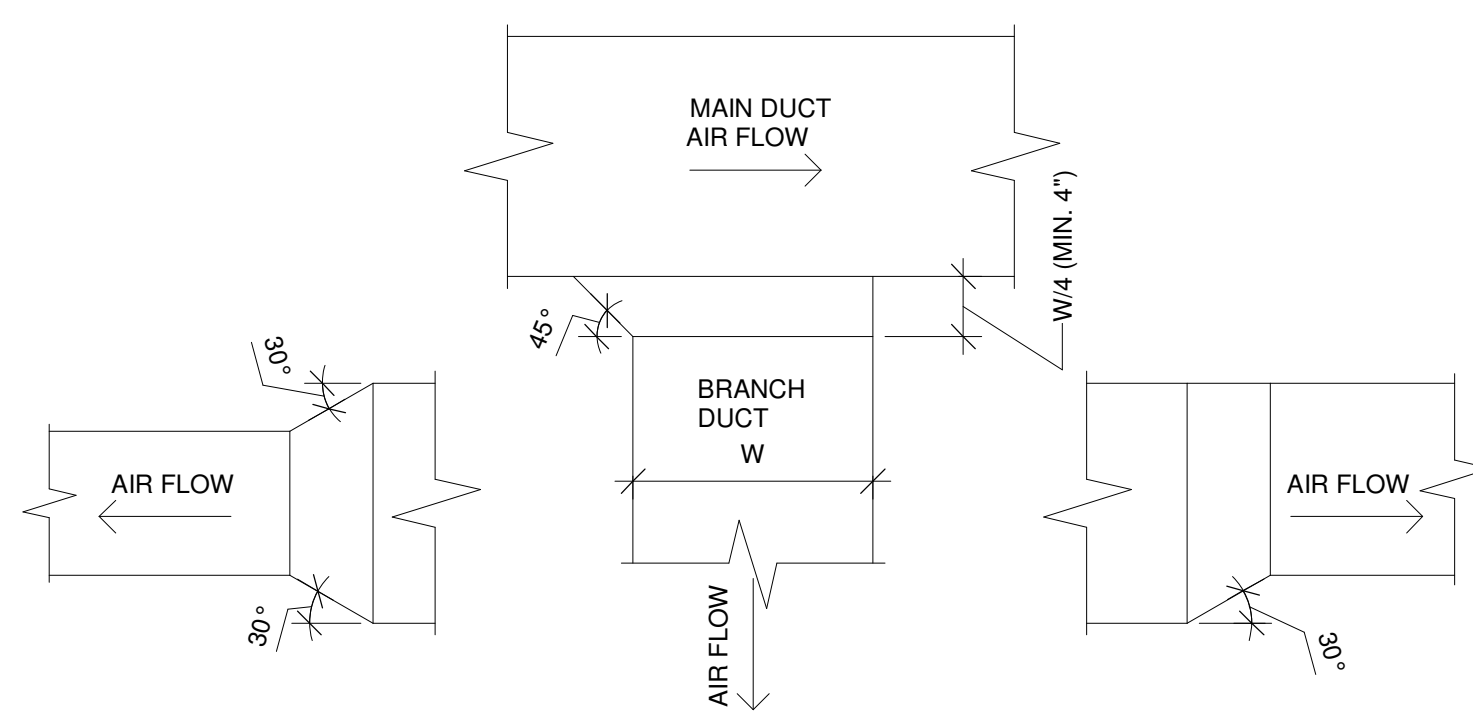 MAIN DUCT
AIR FLOW
W/4 (MIN. 4")
45°
30°
BRANCH
DUCT
W
AIR FLOW
AIR FLOW
30°
AIR FLOW
30°